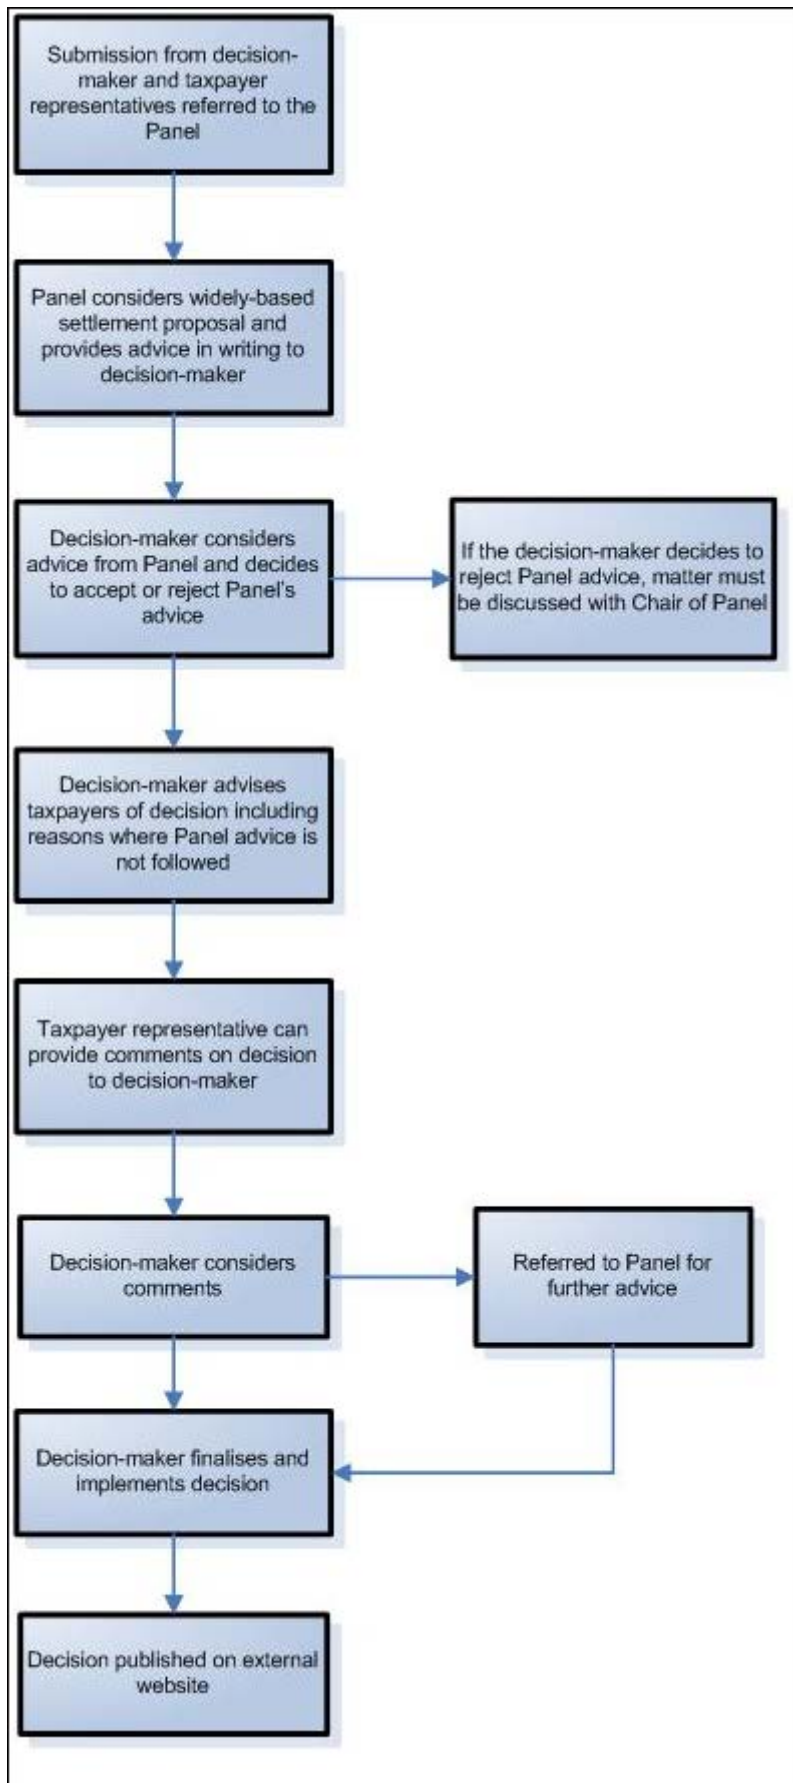 Submission from decision-
maker and taxpayer
representatives referred to the
Panel
Panel considers widely-based
settlement proposal and
provides advice in writing to
decision-maker
Decision-maker considers
advice from Panel and decides
to accept or reject Panel's
advice
If the decision-maker decides to
reject Panel advice, matter must
be discussed with Chair of Panel
Decision-maker advises
taxpayers of decision including
reasons where Panel advice is
not followed
Taxpayer representative can
provide comments on decision
to decision-maker
Decision-maker considers
comments
Referred to Panel for
further advice
Decision-maker finalises and
implements decision
Decision published on external
website